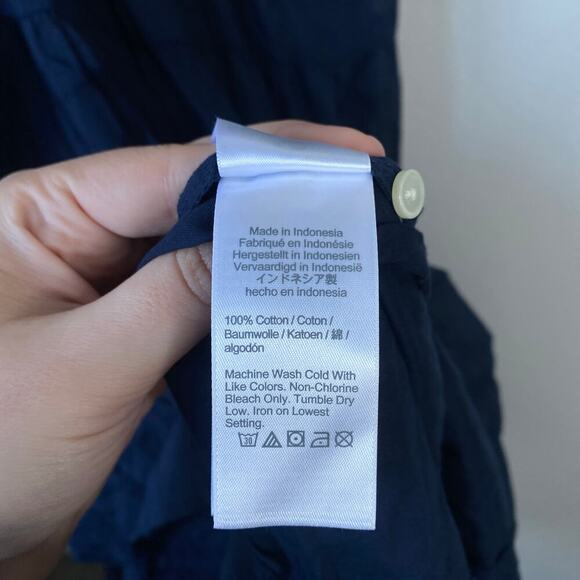 Made in Indonesia
Fabriqué en Indonésie
Hergestellt in Indonesien
Vervaardigd in Indonesië
インドネシア製
hecho en indonesia
100% Cotton / Coton /
Baumwolle / Katoen / 綿 /
algodón
Machine Wash Cold With
Like Colors. Non-Chlorine
Bleach Only. Tumble Dry
Low. Iron on Lowest
Setting.
30